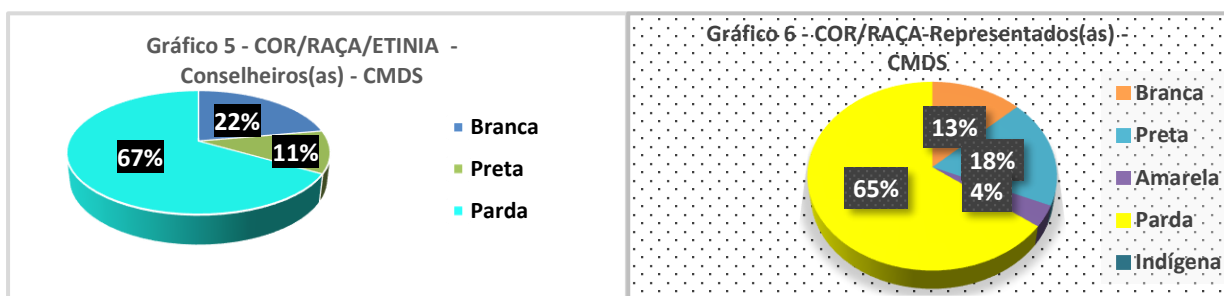 Gráfico 5 - COR/RAÇA/ETINIA -
Conselheiros(as) - CMDS
22%
11%
67%
Branca
Preta
Parda
Gráfico 6 - COR/RAÇA-Representados(as) -
CMDS
13%
18%
4%
65%
Branca
Preta
Amarela
Parda
Indígena